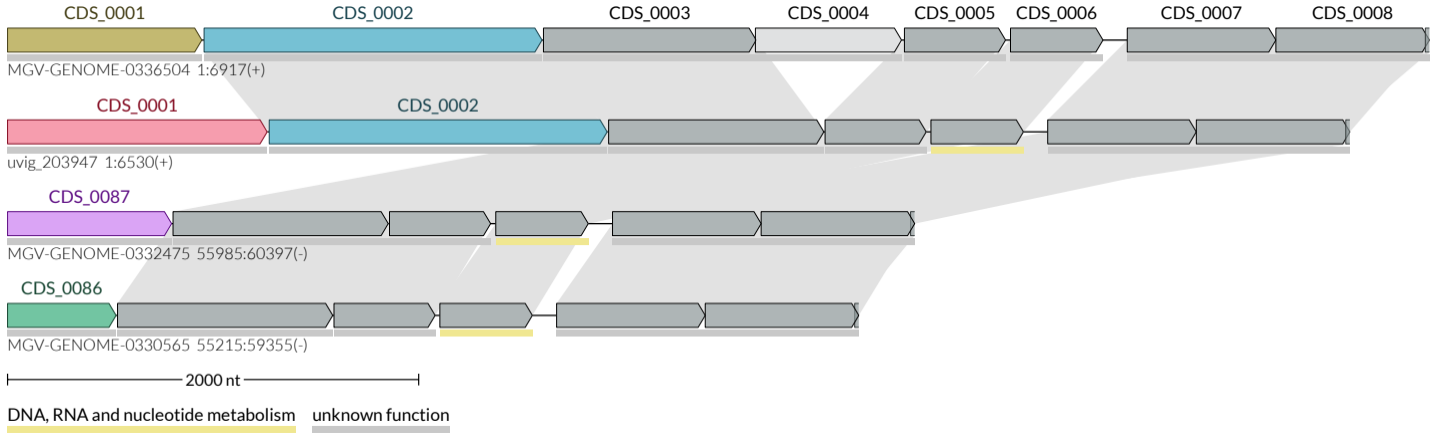 CDS_0001 CDS_0002 CDS_0003 CDS_0004 CDS_0005 CDS_0006 CDS_0007 CDS_0008
MGV-GENOME-0336504 1:6917(+)
CDS_0001 CDS_0002
uvig_203947 1:6530(+)
CDS_0087
MGV-GENOME-0332475 55985:60397(-)
CDS_0086
MGV-GENOME-0330565 55215:59355(-)
2000 nt
DNA, RNA and nucleotide metabolism unknown function